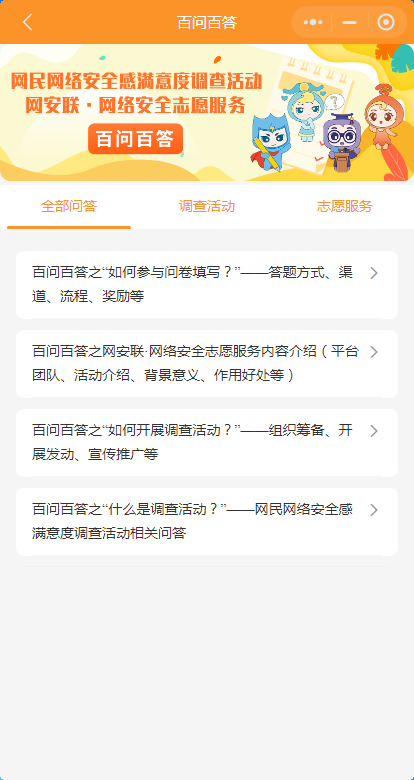 百问百答
网民网络安全感满意度调查活动
网安联·网络安全志愿服务
百问百答
?
全部问答
调查活动
志愿服务
百问百答之“如何参与问卷填写？”——答题方式、渠
道、流程、奖励等
百问百答之网安联·网络安全志愿服务内容介绍（平台
团队、活动介绍、背景意义、作用好处等）
百问百答之“如何开展调查活动？”——组织筹备、开
展发动、宣传推广等
百问百答之“什么是调查活动？”——网民网络安全感
满意度调查活动相关问答